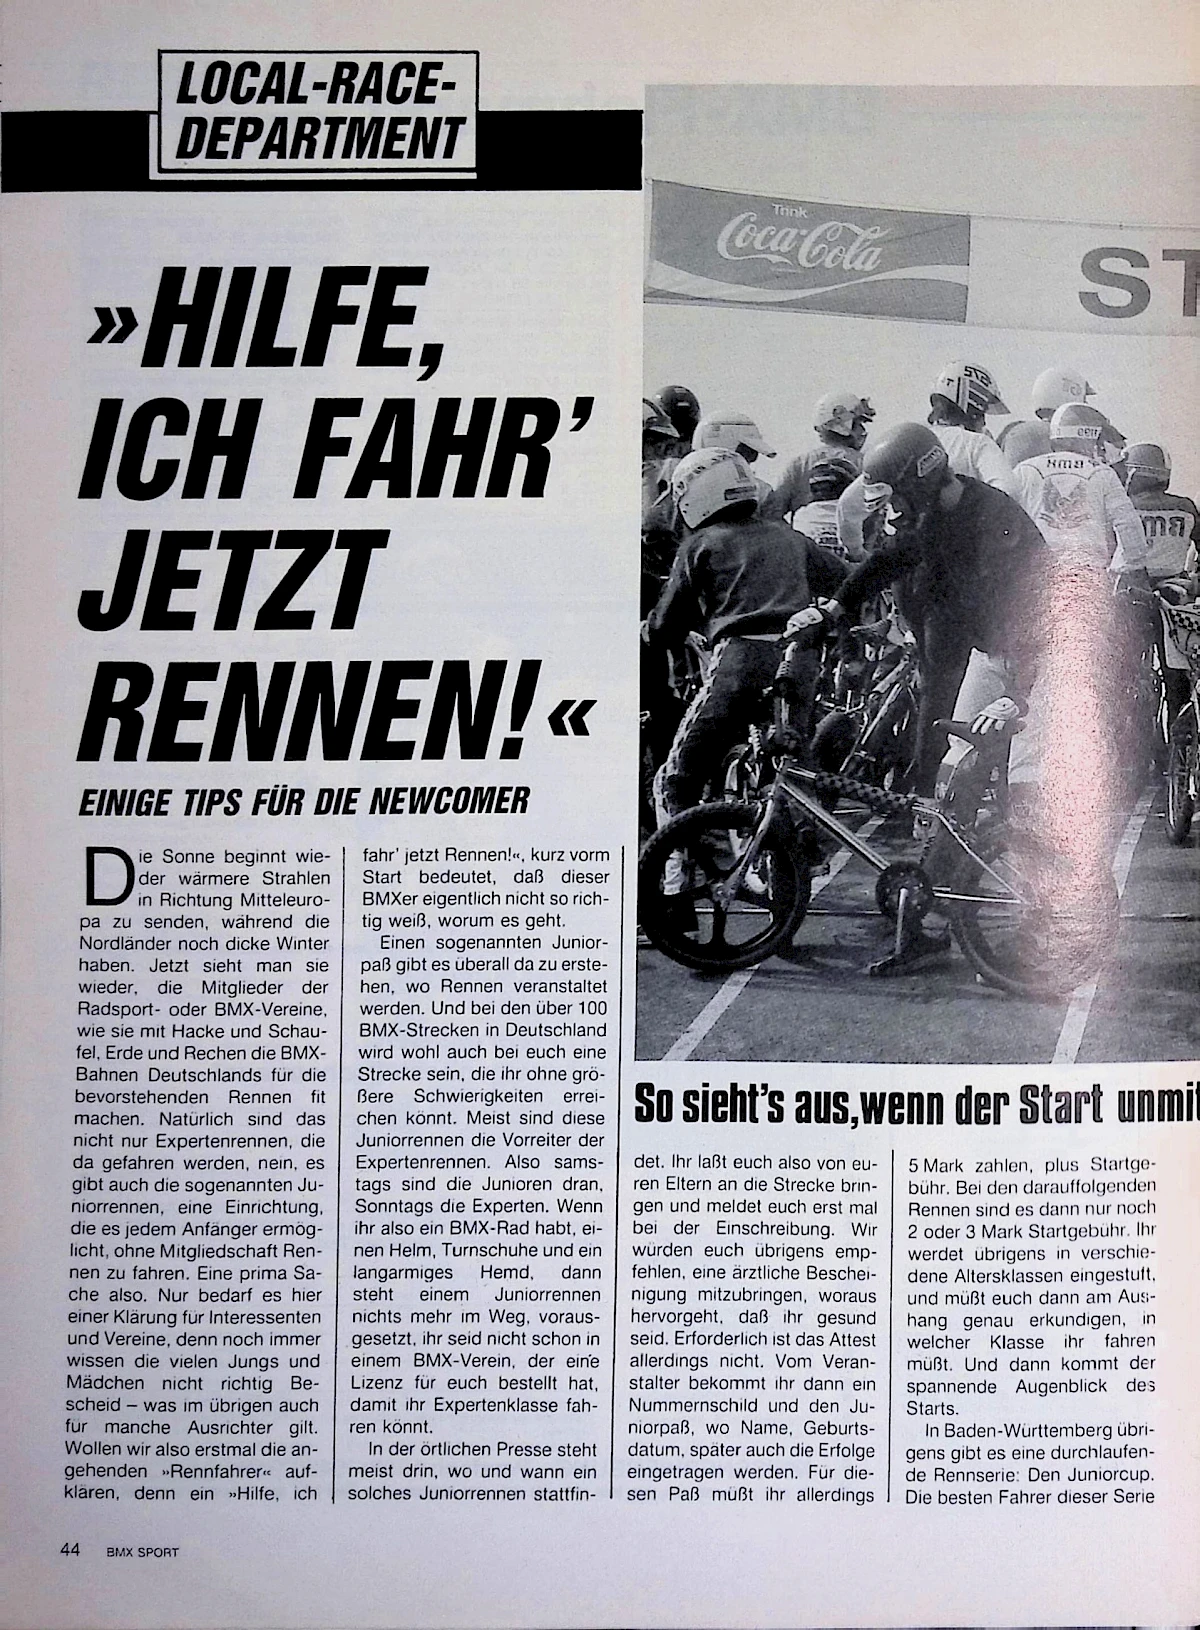 LOCAL-RACE-
DEPARTMENT
»HILFE,
ICH FAHR'
JETZT
RENNEN!«
EINIGE TIPS FÜR DIE NEWCOMER
Die Sonne beginnt wie-
der wärmere Strahlen
in Richtung Mitteleuro-
pa zu senden, während die
Nordländer noch dicke Winter
haben. Jetzt sieht man sie
wieder, die Mitglieder der
Radsport- oder BMX-Vereine,
wie sie mit Hacke und Schau-
fel, Erde und Rechen die BMX-
Bahnen Deutschlands für die
bevorstehenden Rennen fit
machen. Natürlich sind das
nicht nur Expertenrennen, die
da gefahren werden, nein, es
gibt auch die sogenannten Ju-
niorrennen, eine Einrichtung,
die es jedem Anfänger ermög-
licht, ohne Mitgliedschaft Ren-
nen zu fahren. Eine prima Sa-
che also. Nur bedarf es hier
einer Klärung für Interessenten
und Vereine, denn noch immer
wissen die vielen Jungs und
Mädchen nicht richtig Be-
scheid – was im übrigen auch
für manche Ausrichter gilt.
Wollen wir also erstmal die an-
gehenden »Rennfahrer« auf-
klären, denn ein »Hilfe, ich
fahr' jetzt Rennen!«, kurz vorm
Start bedeutet, daß dieser
BMXer eigentlich nicht so rich-
tig weiß, worum es geht.
Einen sogenannten Junior-
paß gibt es überall da zu erste-
hen, wo Rennen veranstaltet
werden. Und bei den über 100
BMX-Strecken in Deutschland
wird wohl auch bei euch eine
Strecke sein, die ihr ohne grö-
ßere Schwierigkeiten errei-
chen könnt. Meist sind diese
Juniorrennen die Vorreiter der
Expertenrennen. Also sams-
tags sind die Junioren dran,
Sonntags die Experten. Wenn
ihr also ein BMX-Rad habt, ei-
nen Helm, Turnschuhe und ein
langarmiges Hemd, dann
steht einem Juniorrennen
nichts mehr im Weg, voraus-
gesetzt, ihr seid nicht schon in
einem BMX-Verein, der eine
Lizenz für euch bestellt hat,
damit ihr Expertenklasse fah-
ren könnt.
In der örtlichen Presse steht
meist drin, wo und wann ein
solches Juniorrennen stattfin-
Trink
Coca-Cola
ST
STG
GT
XMA
So sieht's aus, wenn der Start unmit
det. Ihr laßt euch also von eu-
ren Eltern an die Strecke brin-
gen und meldet euch erst mal
bei der Einschreibung. Wir
würden euch übrigens emp-
fehlen, eine ärztliche Beschei-
nigung mitzubringen, woraus
hervorgeht, daß ihr gesund
seid. Erforderlich ist das Attest
allerdings nicht. Vom Veran-
stalter bekommt ihr dann ein
Nummernschild und den Ju-
niorpaß, wo Name, Geburts-
datum, später auch die Erfolge
eingetragen werden. Für die-
sen Paß müßt ihr allerdings
5 Mark zahlen, plus Startge-
bühr. Bei den darauffolgenden
Rennen sind es dann nur noch
2 oder 3 Mark Startgebühr. Ihr
werdet übrigens in verschie-
dene Altersklassen eingestuft,
und müßt euch dann am Aus-
hang genau erkundigen, in
welcher Klasse ihr fahren
müßt. Und dann kommt der
spannende Augenblick des
Starts.
In Baden-Württemberg übri-
gens gibt es eine durchlaufen-
de Rennserie: Den Juniorcup.
Die besten Fahrer dieser Serie
44 BMX SPORT